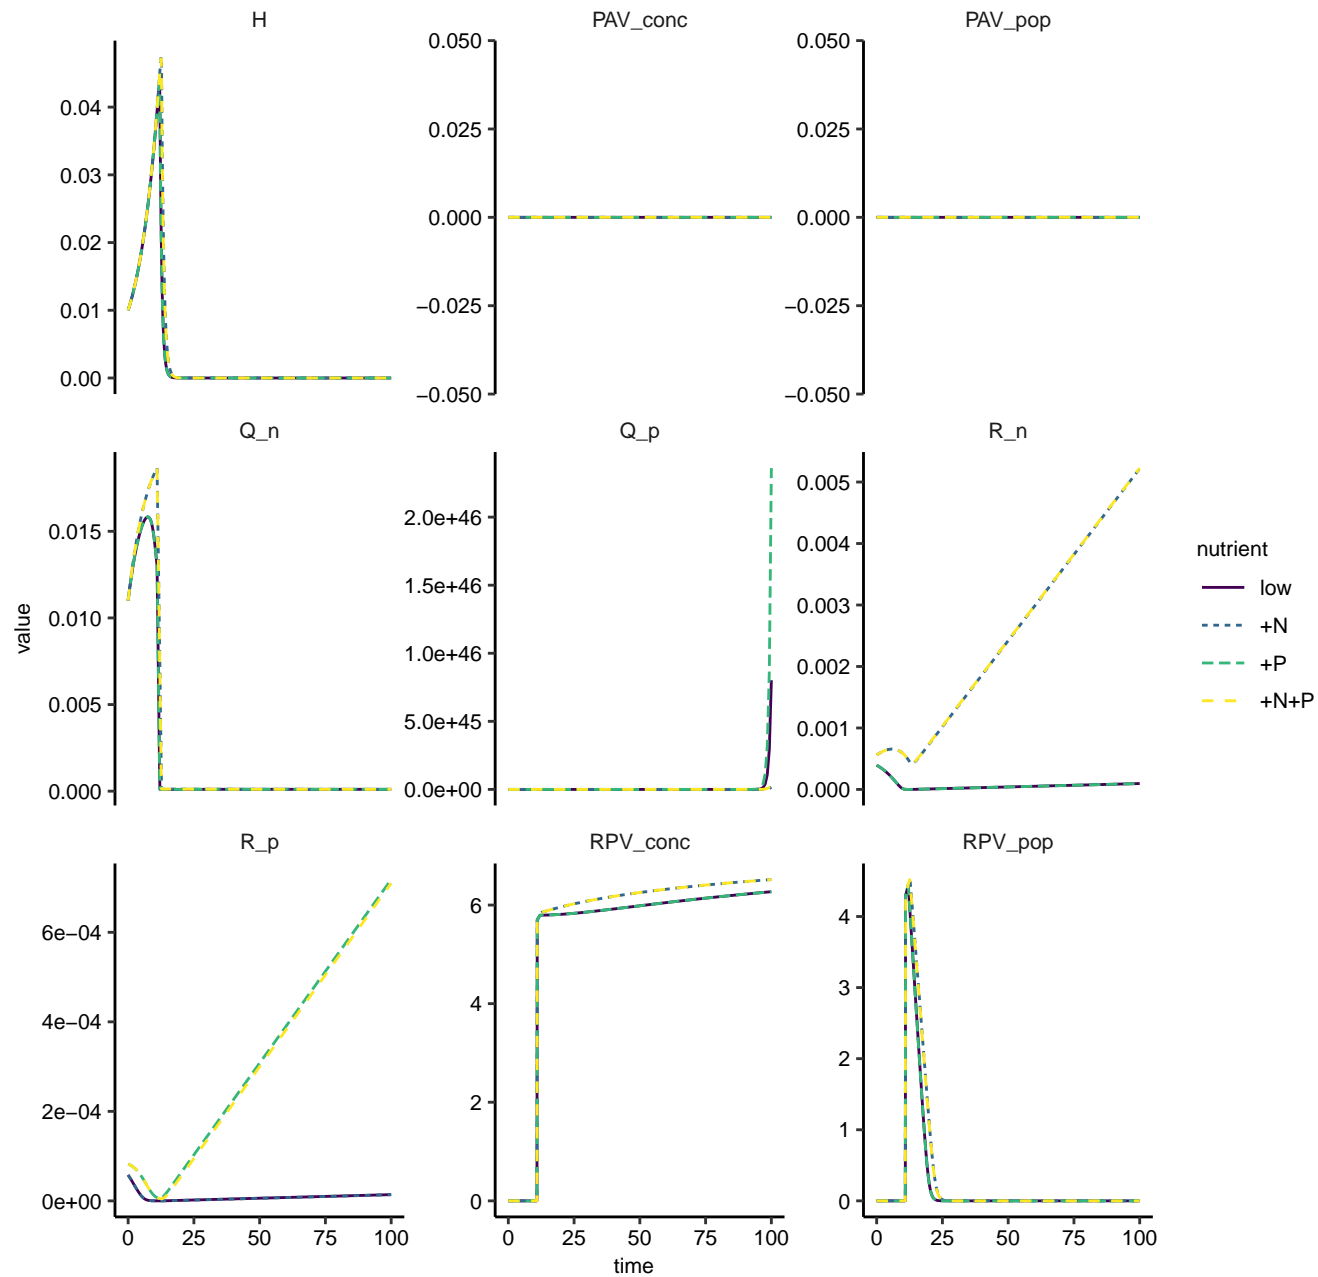 H
PAV_conc
PAV_pop
0.04
0.03
0.02
0.01
0.00
0.050
0.025
0.000
−0.025
−0.050
0.050
0.025
0.000
−0.025
−0.050
Q_n
Q_p
R_n
0.015
0.010
0.005
0.000
2.0e+46
1.5e+46
1.0e+46
5.0e+45
0.0e+00
0.005
0.004
0.003
0.002
0.001
0.000
R_p
RPV_conc
RPV_pop
6e−04
4e−04
2e−04
0e+00
6
4
2
0
4
3
2
1
0
0 25 50 75 100
0 25 50 75 100
0 25 50 75 100
time
value
nutrient
low
+N
+P
+N+P